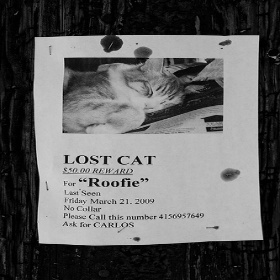 LOST CAT
$50.00 REWARD
For “Roofie”
Last Seen
Friday March 21, 2009
No Collar
Please Call this number 4156957649
Ask for CARLOS